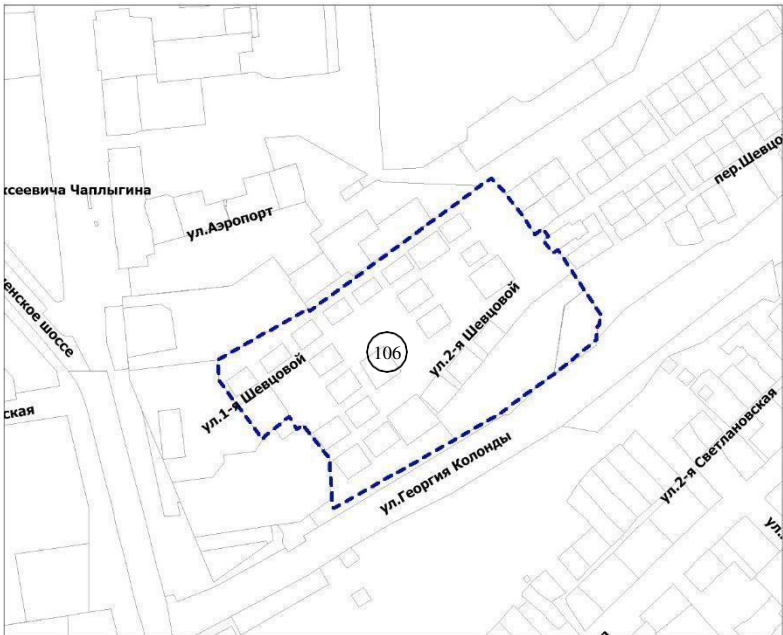 ксеевича Чаплыгина
ул.Аэропорт
пер.Шевцо
енское шоссе
ская
ул.1-я Шевцовой
106
ул.2-я Шевцовой
ул.Георгия Колонды
ул.2-я Светлановская
ул.